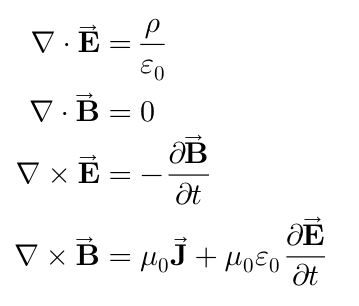 ∇ · E⃗ = ρ/ε₀
∇ · B⃗ = 0
∇ × E⃗ = −∂B⃗/∂t
∇ × B⃗ = μ₀J⃗ + μ₀ε₀ ∂E⃗/∂t